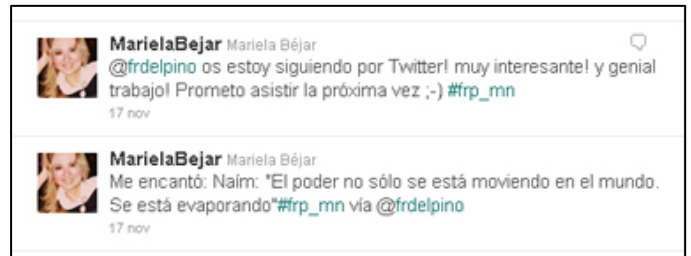 MarielaBejar Mariela Béjar
@frdelpino os estoy siguiendo por Twitter! muy interesante! y genial
trabajo! Prometo asistir la próxima vez ;-) #frp_mn
17 nov
MarielaBejar Mariela Béjar
Me encantó: Naím: "El poder no sólo se está moviendo en el mundo.
Se está evaporando"#frp_mn vía @frdelpino
17 nov